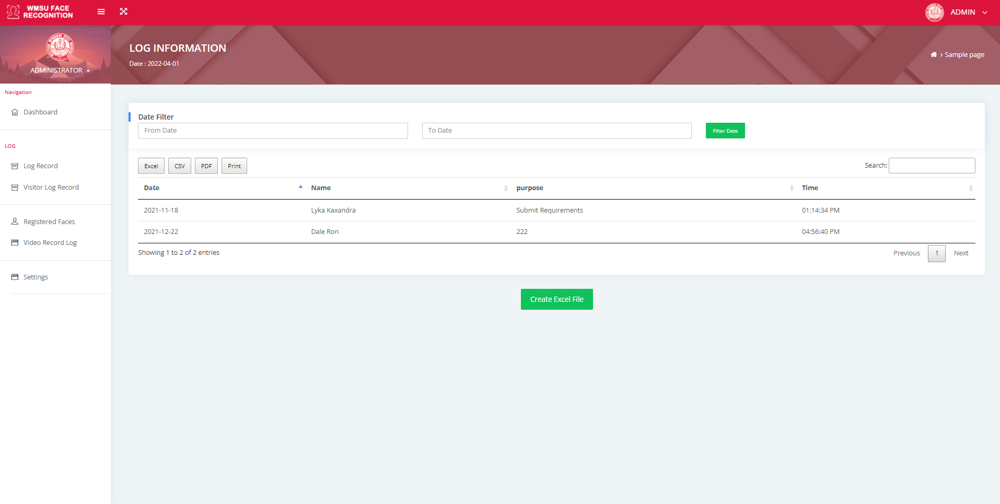 WMSU FACE
RECOGNITION
ADMIN
ADMINISTRATOR
LOG INFORMATION
Date : 2022-04-01
Sample page
Navigation
Dashboard
LOG
Log Record
Visitor Log Record
Registered Faces
Video Record Log
Settings
Date Filter
From Date To Date Filter Date
Excel CSV PDF Print Search:
Date Name purpose Time
2021-11-18 Lyka Kaxandra Submit Requirements 01:14:34 PM
2021-12-22 Dale Ron 222 04:56:40 PM
Showing 1 to 2 of 2 entries Previous 1 Next
Create Excel File